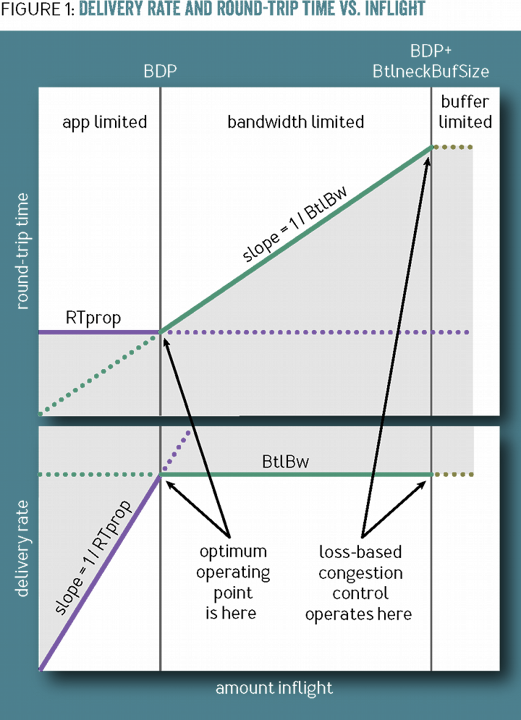 FIGURE 1: DELIVERY RATE AND ROUND-TRIP TIME VS. INFLIGHT
BDP
BDP+
BtlneckBufSize
app limited
bandwidth limited
buffer
limited
round-trip time
slope = 1 / BtlBw
RTprop
BtlBw
delivery rate
slope = 1 / RTprop
optimum
operating
point
is here
loss-based
congestion
control
operates here
amount inflight